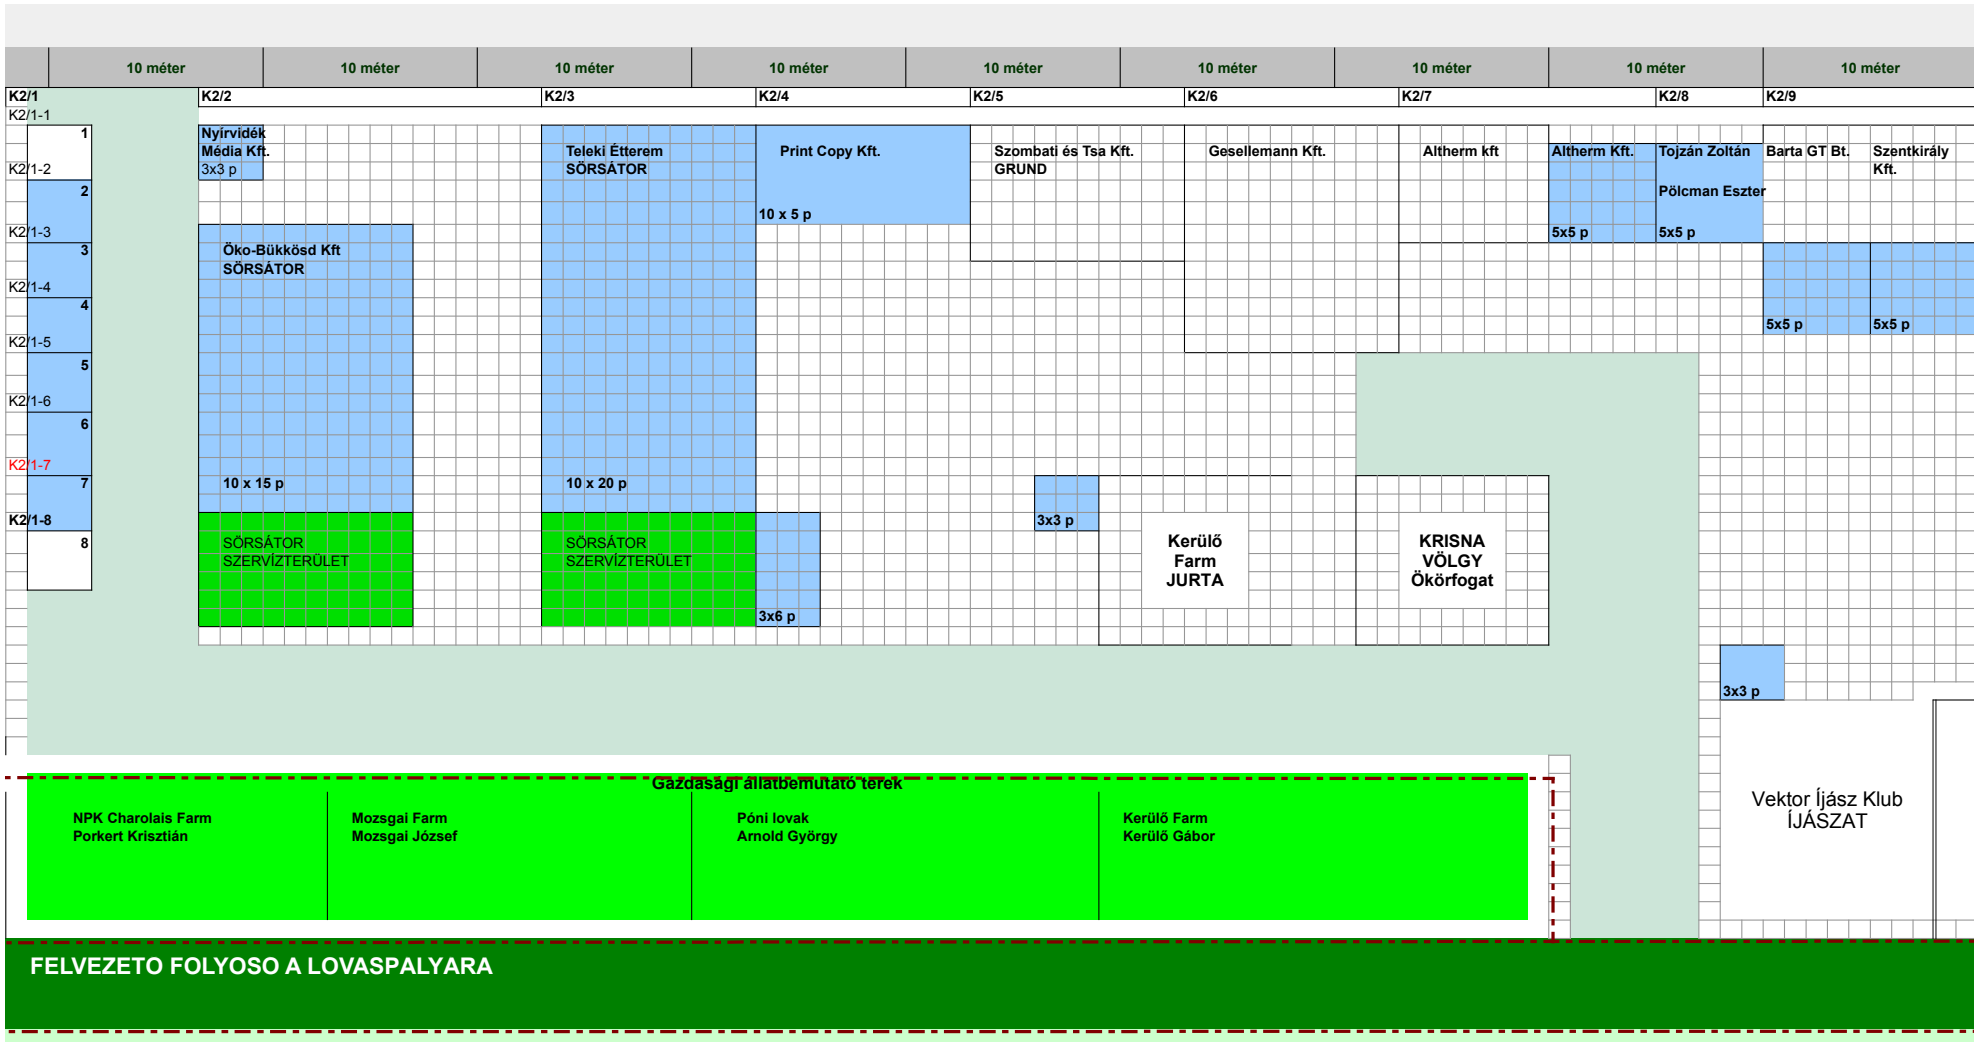 10 méter
10 méter
10 méter
10 méter
10 méter
10 méter
10 méter
10 méter
10 méter
K2/1
K2/2
K2/3
K2/4
K2/5
K2/6
K2/7
K2/8
K2/9
K2/1-1
1
K2/1-2
2
K2/1-3
3
K2/1-4
4
K2/1-5
5
K2/1-6
6
K2/1-7
7
K2/1-8
8
Nyírvidék
Média Kft.
3x3 p
Öko-Bükkösd Kft
SÖRSÁTOR
10 x 15 p
SÖRSÁTOR
SZERVÍZTERÜLET
Teleki Étterem
SÖRSÁTOR
10 x 20 p
SÖRSÁTOR
SZERVÍZTERÜLET
Print Copy Kft.
10 x 5 p
3x6 p
Szombati és Tsa Kft.
GRUND
3x3 p
Gesellemann Kft.
Kerülő
Farm
JURTA
Altherm kft
KRISNA
VÖLGY
Ökörfogat
Altherm Kft.
5x5 p
Tojzán Zoltán
Pölcman Eszter
5x5 p
Barta GT Bt.
5x5 p
Szentkirály
Kft.
5x5 p
3x3 p
Vektor Íjász Klub
ÍJÁSZAT
Gazdasági állatbemutató terek
NPK Charolais Farm
Porkert Krisztián
Mozsgai Farm
Mozsgai József
Póni lovak
Arnold György
Kerülő Farm
Kerülő Gábor
FELVEZETO FOLYOSO A LOVASPALYARA